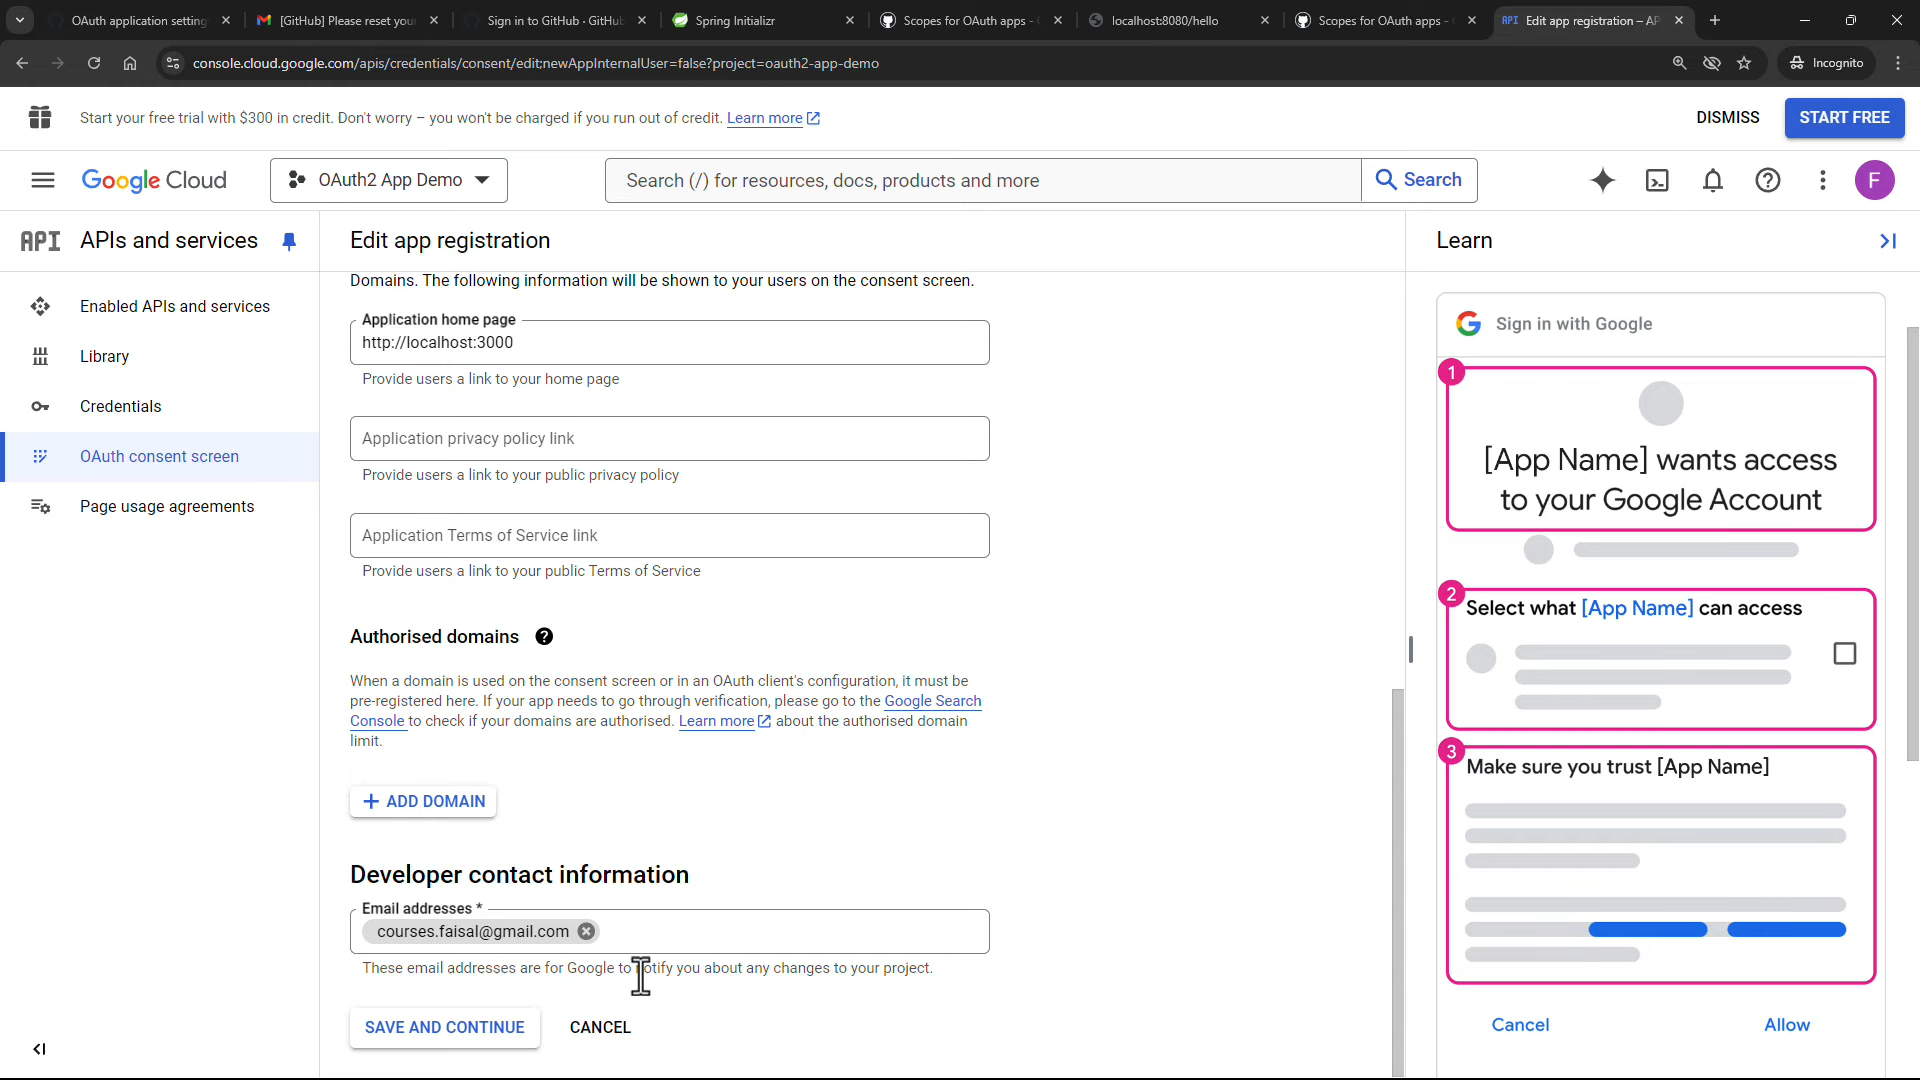 OAuth application setting
[GitHub] Please reset you
Sign in to GitHub · GitHub
Spring Initializr
Scopes for OAuth apps -
localhost:8080/hello
Scopes for OAuth apps -
API Edit app registration – AP
console.cloud.google.com/apis/credentials/consent/edit;newAppInternalUser=false?project=oauth2-app-demo
Incognito
Start your free trial with $300 in credit. Don't worry – you won't be charged if you run out of credit. Learn more
DISMISS
START FREE
Google Cloud
OAuth2 App Demo
Search (/) for resources, docs, products and more
Search
F
API APIs and services
Enabled APIs and services
Library
Credentials
OAuth consent screen
Page usage agreements
Edit app registration
Domains. The following information will be shown to your users on the consent screen.
Application home page
http://localhost:3000
Provide users a link to your home page
Application privacy policy link
Provide users a link to your public privacy policy
Application Terms of Service link
Provide users a link to your public Terms of Service
Authorised domains
When a domain is used on the consent screen or in an OAuth client's configuration, it must be
pre-registered here. If your app needs to go through verification, please go to the Google Search
Console to check if your domains are authorised. Learn more about the authorised domain
limit.
+ ADD DOMAIN
Developer contact information
Email addresses *
courses.faisal@gmail.com
These email addresses are for Google to notify you about any changes to your project.
SAVE AND CONTINUE
CANCEL
Learn
Sign in with Google
1
[App Name] wants access
to your Google Account
2
Select what [App Name] can access
3
Make sure you trust [App Name]
Cancel
Allow